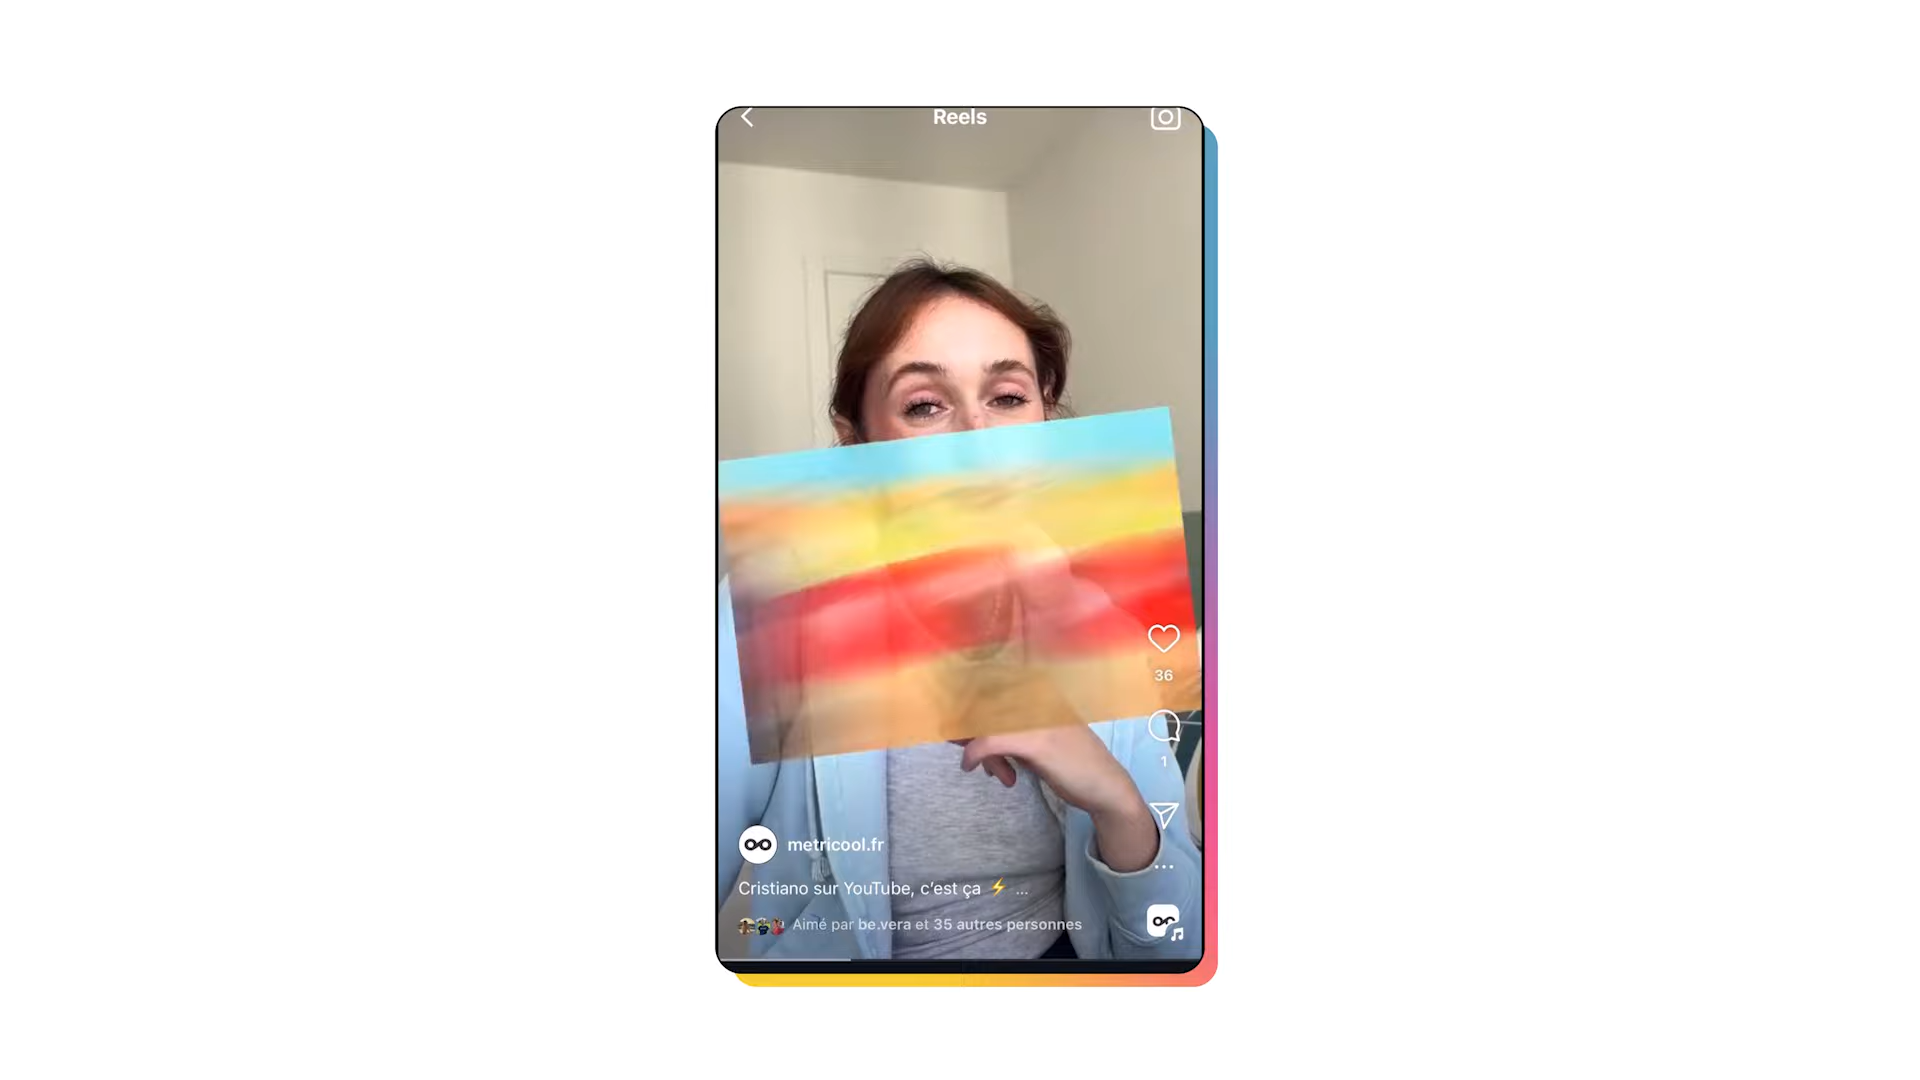 Reels
36
1
metricool.fr
Cristiano sur YouTube, c’est ça ⚡ ...
Aimé par be.vera et 35 autres personnes